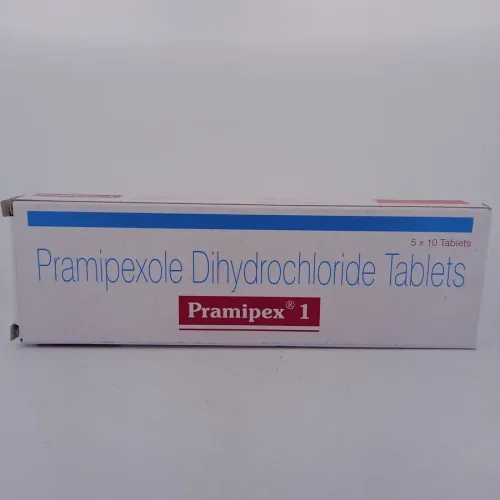 5 x 10 Tablets
Pramipexole Dihydrochloride Tablets
Pramipex® 1